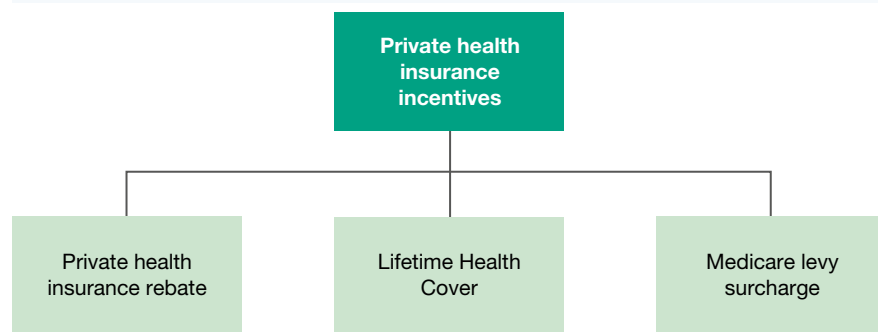 Private health
insurance
incentives
Private health
insurance rebate
Lifetime Health
Cover
Medicare levy
surcharge